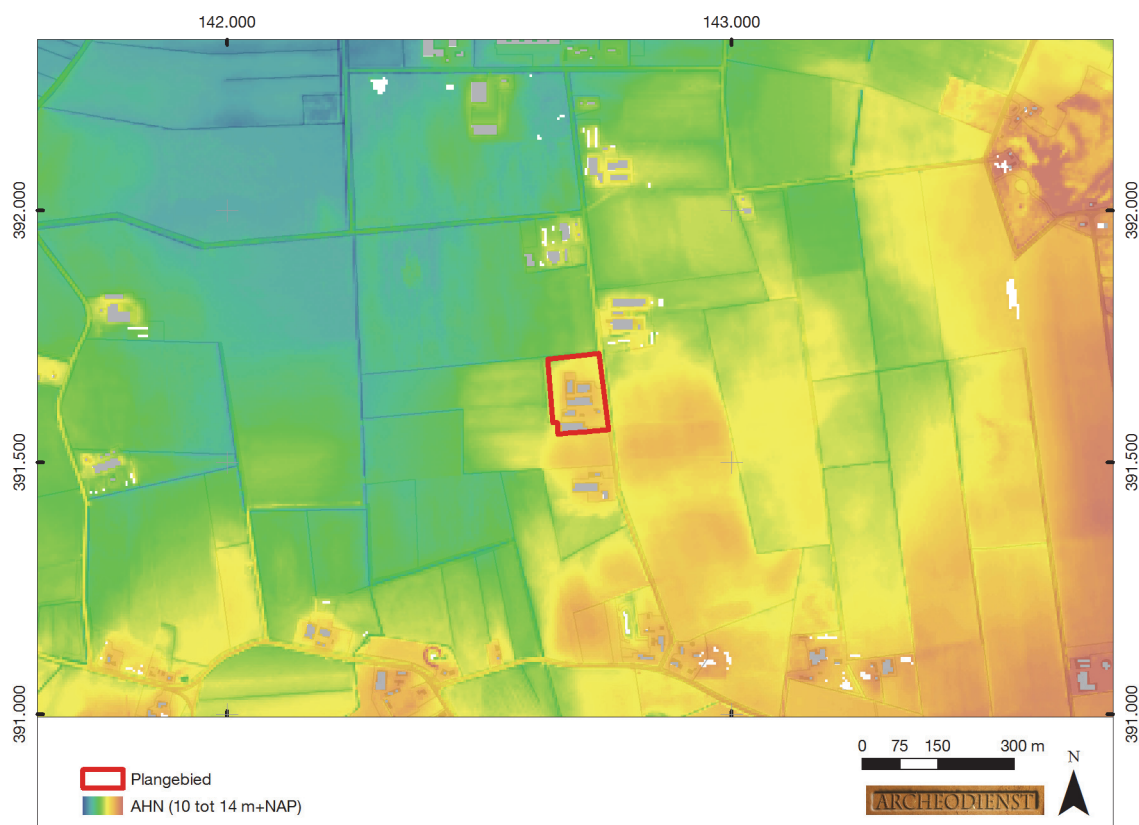 142.000 143.000
392.000 392.000
391.500 391.500
391.000 391.000
Plangebied
AHN (10 tot 14 m+NAP)
0 75 150 300 m
N
ARCHEODIENST